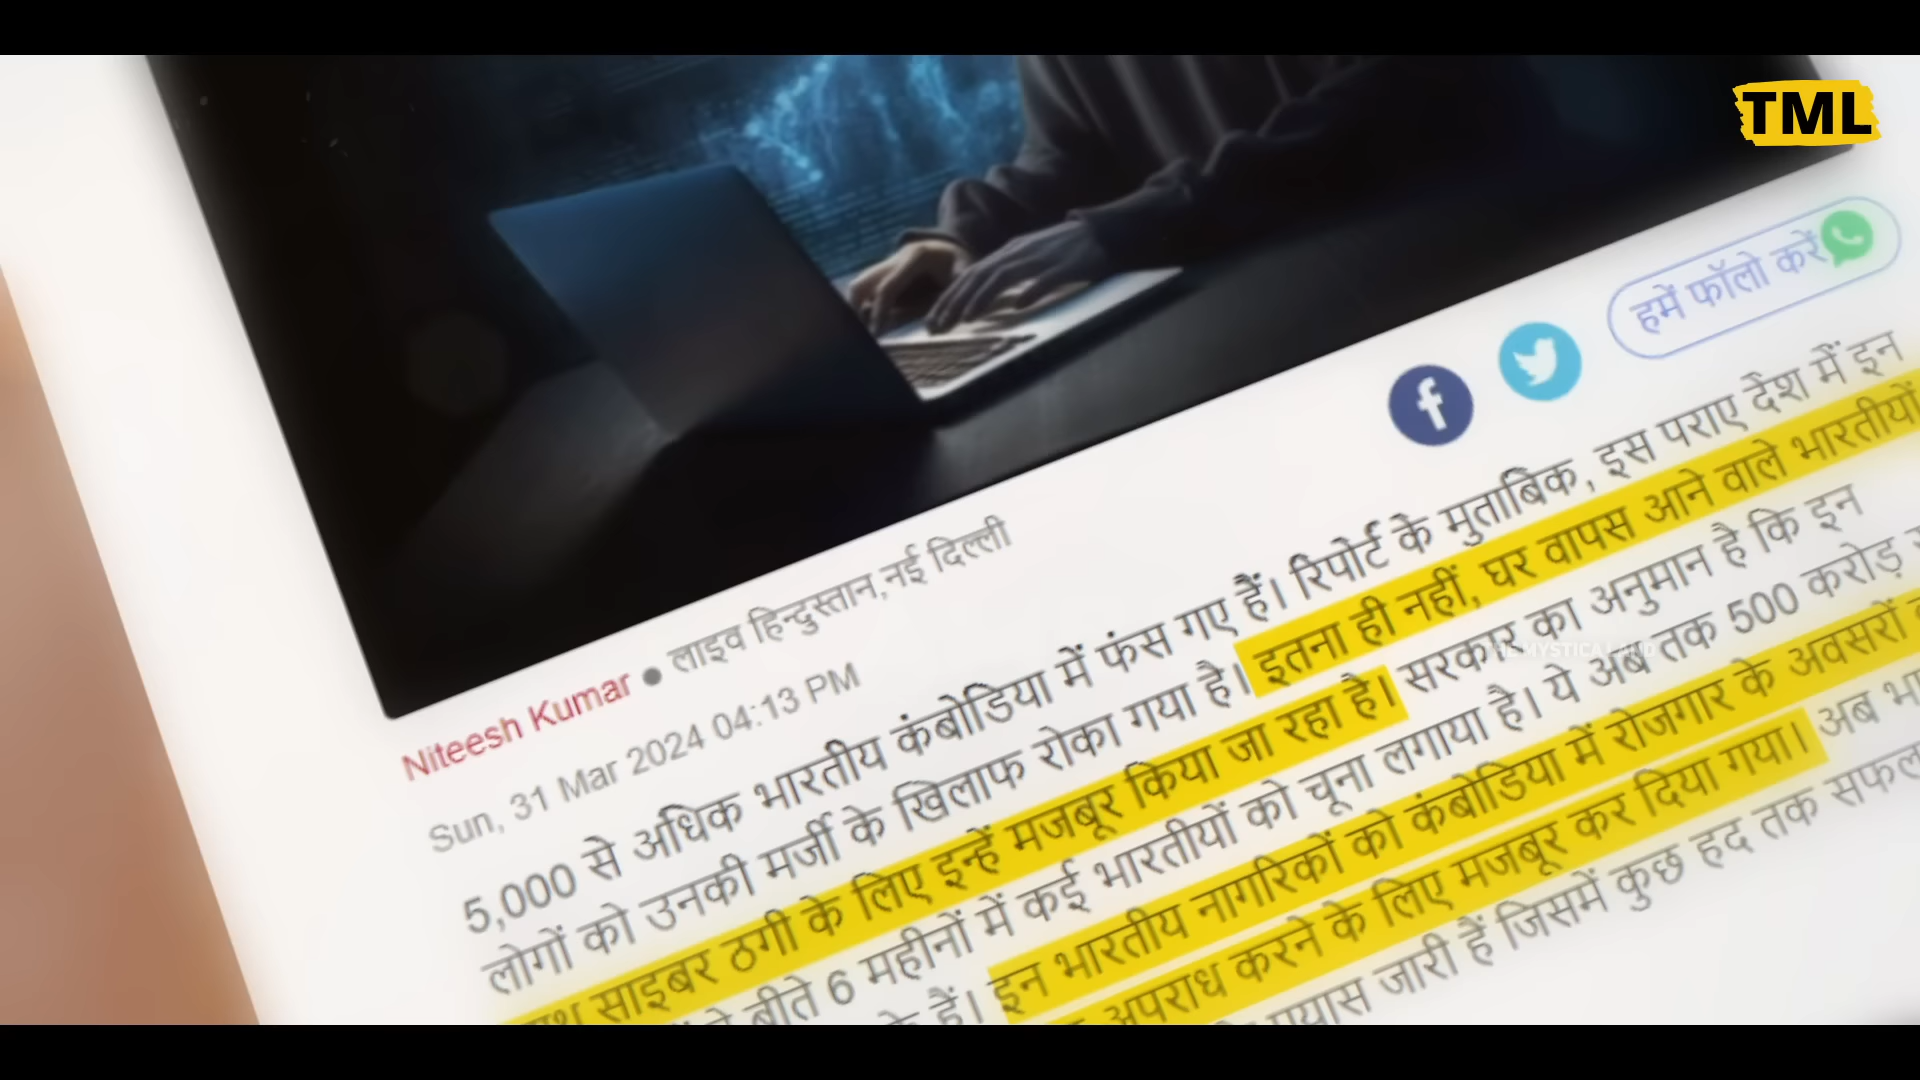 TML
हमें फॉलो करें
Niteesh Kumar ● लाइव हिन्दुस्तान, नई दिल्ली
Sun, 31 Mar 2024 04:13 PM
5,000 से अधिक भारतीय कंबोडिया में फंस गए हैं। रिपोर्ट के मुताबिक, इस पराए देश में इन
लोगों को उनकी मर्जी के खिलाफ रोका गया है। इतना ही नहीं, घर वापस आने वाले भारतीयों
साइबर ठगी के लिए इन्हें मजबूर किया जा रहा है। सरकार का अनुमान है कि इन
बीते 6 महीनों में कई भारतीयों को चूना लगाया है। ये अब तक 500 करोड़
हैं। इन भारतीय नागरिकों को कंबोडिया में रोजगार के अवसरों
अपराध करने के लिए मजबूर कर दिया गया। अब
प्रयास जारी हैं जिसमें कुछ हद तक
THE MYSTICA LAND